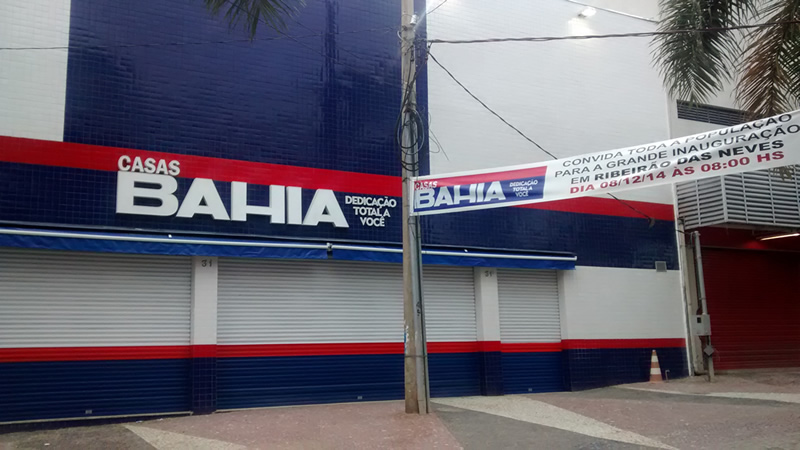 CASAS
BAHIA
DEDICAÇÃO
TOTAL A
VOCÊ
CASAS
BAHIA
DEDICAÇÃO
TOTAL A
VOCÊ
CONVIDA TODA A POPULAÇÃO
PARA A GRANDE INAUGURAÇÃO
EM RIBEIRÃO DAS NEVES
DIA 08/12/14 ÀS 08:00 HS